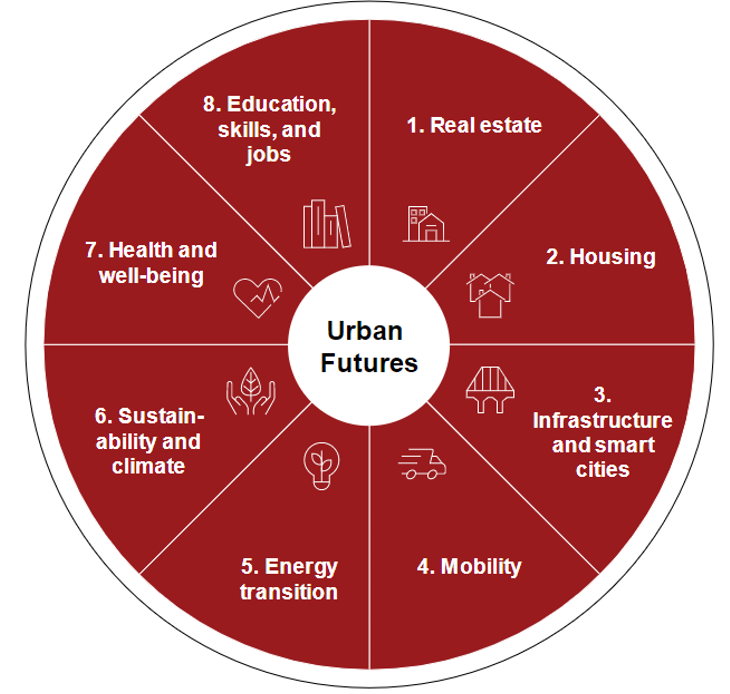 Urban
Futures
1. Real estate
2. Housing
3.
Infrastructure
and smart
cities
4. Mobility
5. Energy
transition
6. Sustain-
ability and
climate
7. Health and
well-being
8. Education,
skills, and
jobs